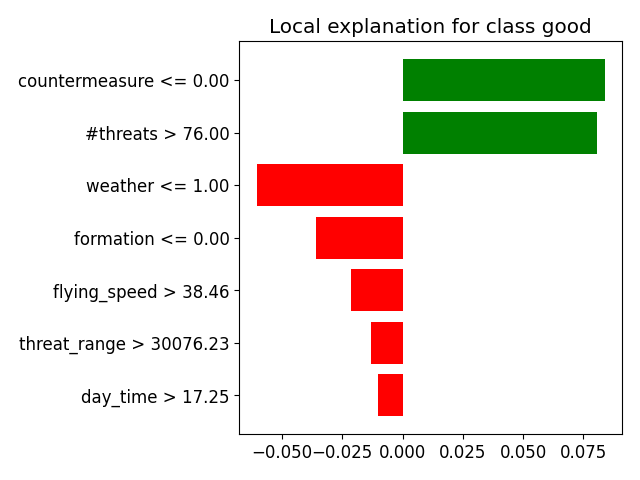 Local explanation for class good
countermeasure <= 0.00
#threats > 76.00
weather <= 1.00
formation <= 0.00
flying_speed > 38.46
threat_range > 30076.23
day_time > 17.25
−0.050 −0.025 0.000 0.025 0.050 0.075